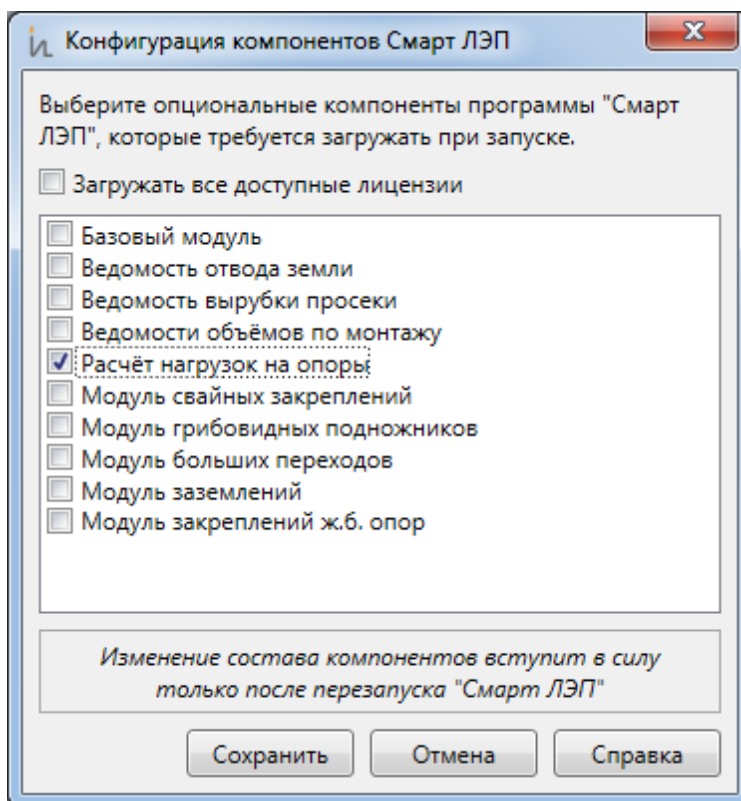 Конфигурация компонентов Смарт ЛЭП
Выберите опциональные компоненты программы "Смарт
ЛЭП", которые требуется загружать при запуске.
Загружать все доступные лицензии
Базовый модуль
Ведомость отвода земли
Ведомость вырубки просеки
Ведомости объёмов по монтажу
Расчёт нагрузок на опоры
Модуль свайных закреплений
Модуль грибовидных подножников
Модуль больших переходов
Модуль заземлений
Модуль закреплений ж.б. опор
Изменение состава компонентов вступит в силу
только после перезапуска "Смарт ЛЭП"
Сохранить
Отмена
Справка